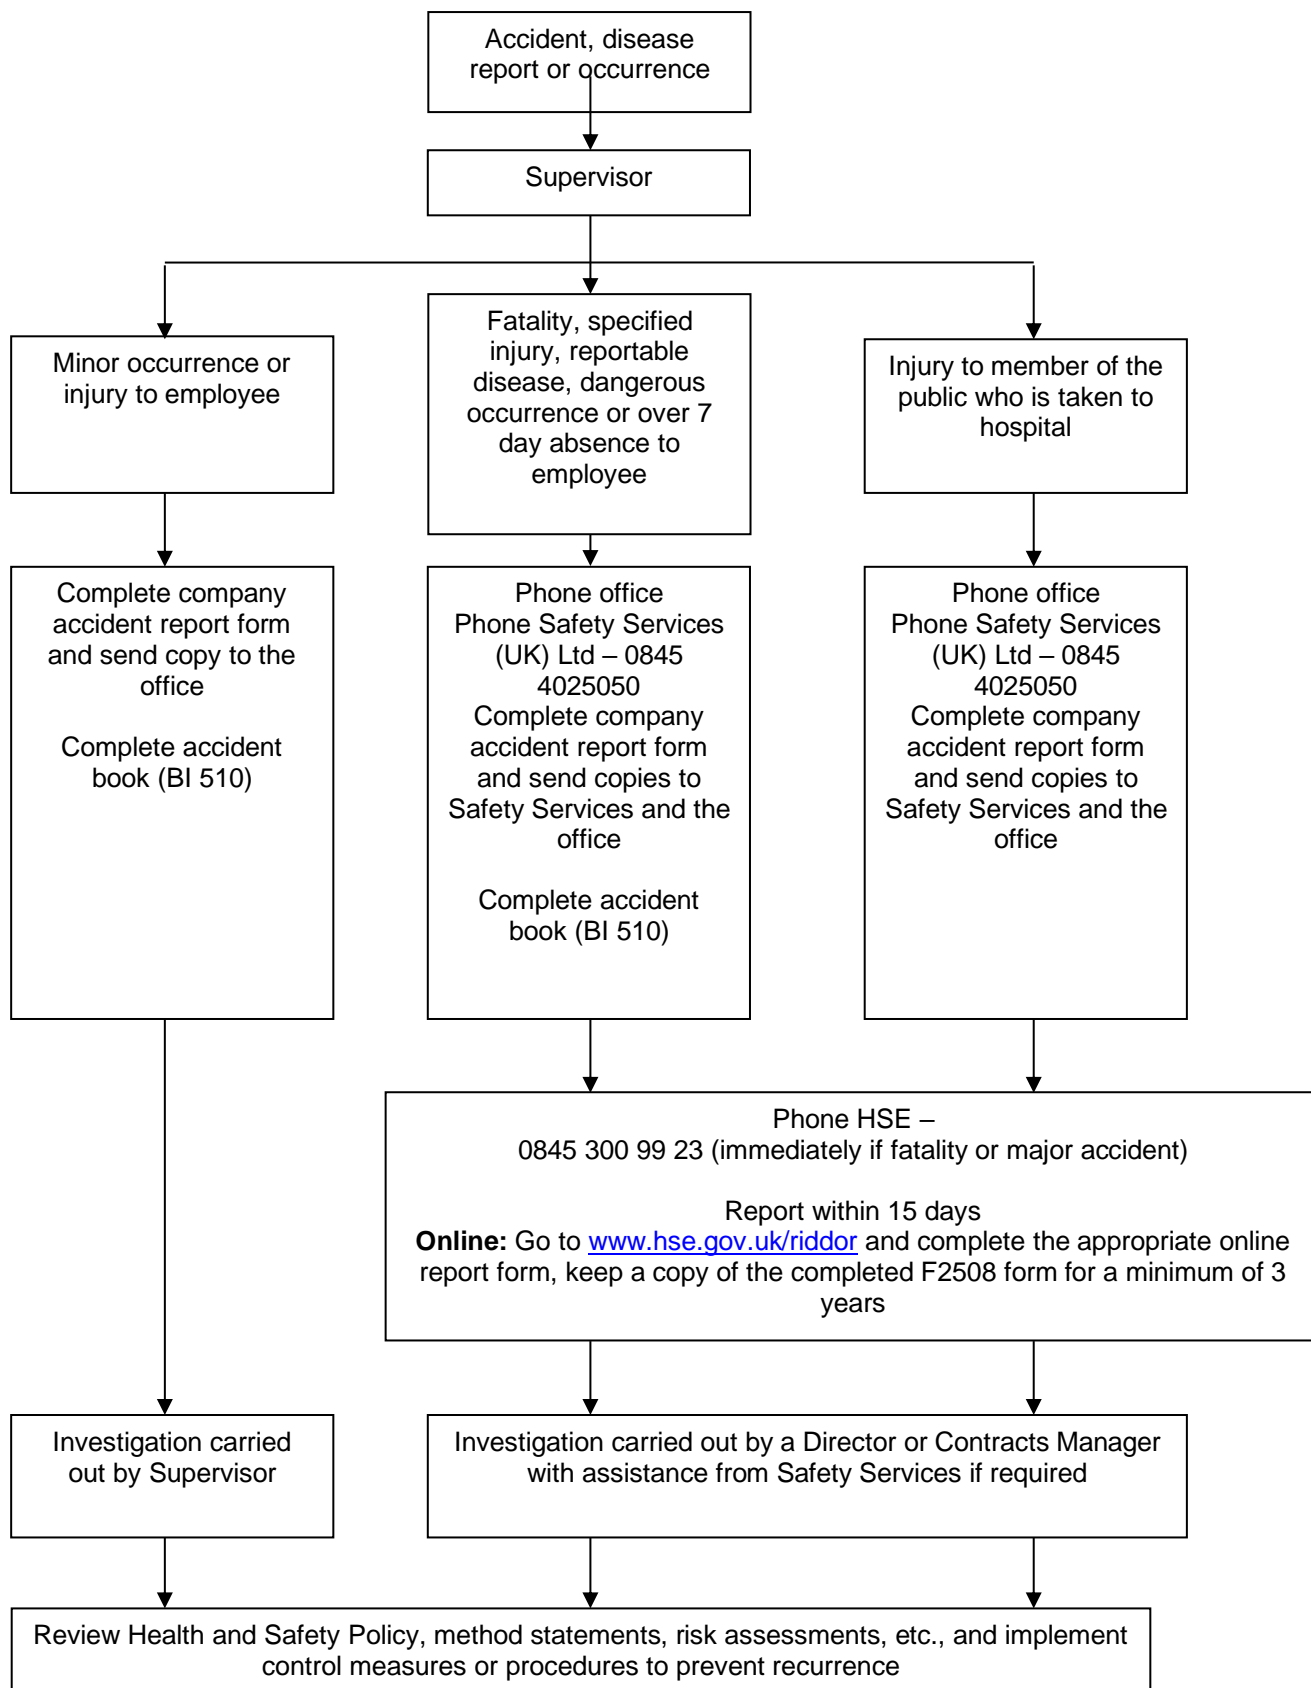 Accident, disease
report or occurrence
Supervisor
Minor occurrence or
injury to employee
Fatality, specified
injury, reportable
disease, dangerous
occurrence or over 7
day absence to
employee
Injury to member of the
public who is taken to
hospital
Complete company
accident report form
and send copy to the
office
Complete accident
book (BI 510)
Phone office
Phone Safety Services
(UK) Ltd – 0845
4025050
Complete company
accident report form
and send copies to
Safety Services and the
office
Complete accident
book (BI 510)
Phone office
Phone Safety Services
(UK) Ltd – 0845
4025050
Complete company
accident report form
and send copies to
Safety Services and the
office
Phone HSE –
0845 300 99 23 (immediately if fatality or major accident)
Report within 15 days
Online: Go to www.hse.gov.uk/riddor and complete the appropriate online
report form, keep a copy of the completed F2508 form for a minimum of 3
years
Investigation carried
out by Supervisor
Investigation carried out by a Director or Contracts Manager
with assistance from Safety Services if required
Review Health and Safety Policy, method statements, risk assessments, etc., and implement
control measures or procedures to prevent recurrence